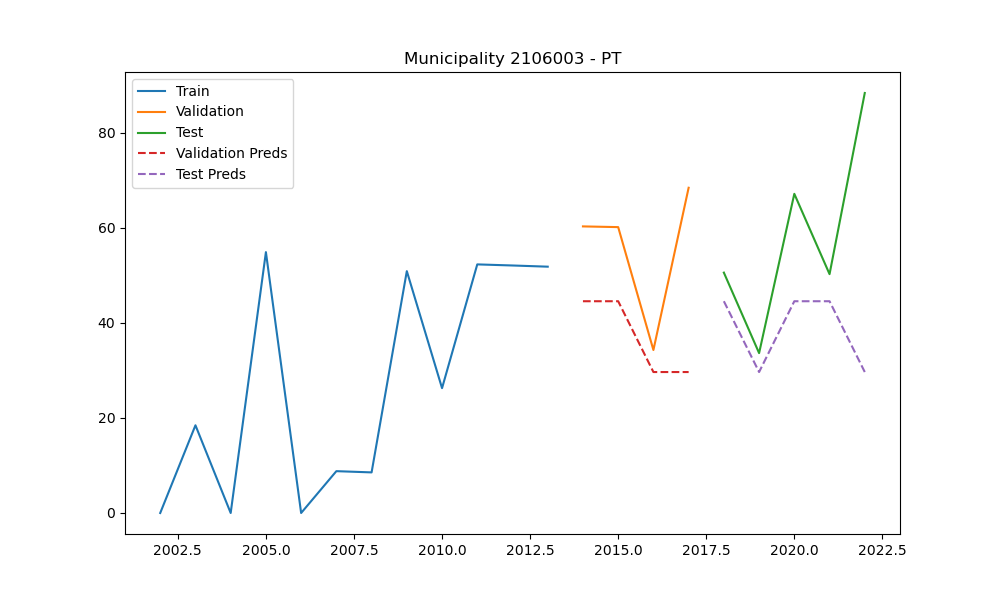 Municipality 2106003 - PT
Train
Validation
Test
Validation Preds
Test Preds
80
60
40
20
0
2002.5 2005.0 2007.5 2010.0 2012.5 2015.0 2017.5 2020.0 2022.5